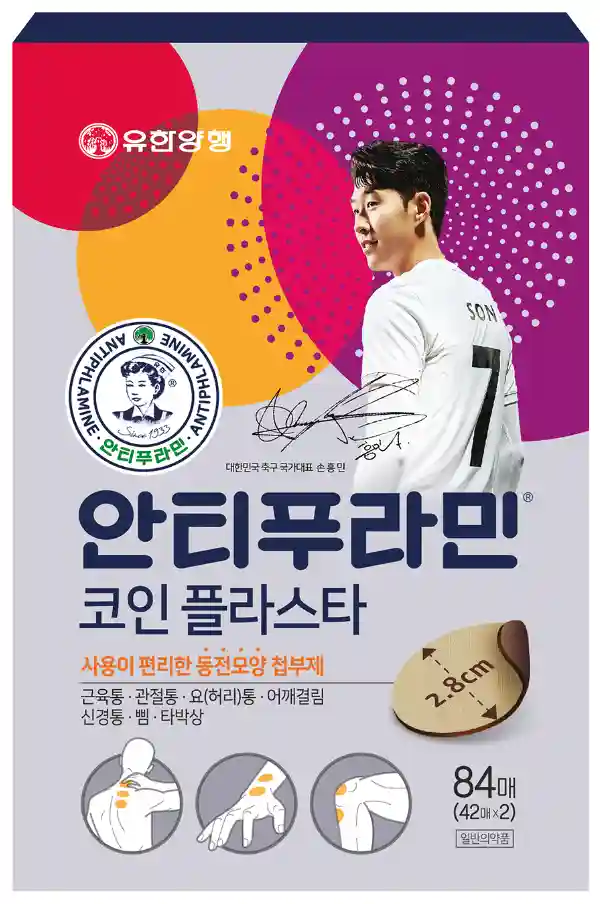 유한양행
SON
7
ANTIPHLAMINE · 안티푸라민 · ANTIPHLAMINE
유한
®
Since 1933
대한민국 축구 국가대표 손흥민
안티푸라민®
코인 플라스타
사용이 편리한 동전모양 첩부제
근육통 · 관절통 · 요(허리)통 · 어깨결림
신경통 · 삠 · 타박상
2.8cm
84매
(42매×2)
일반의약품